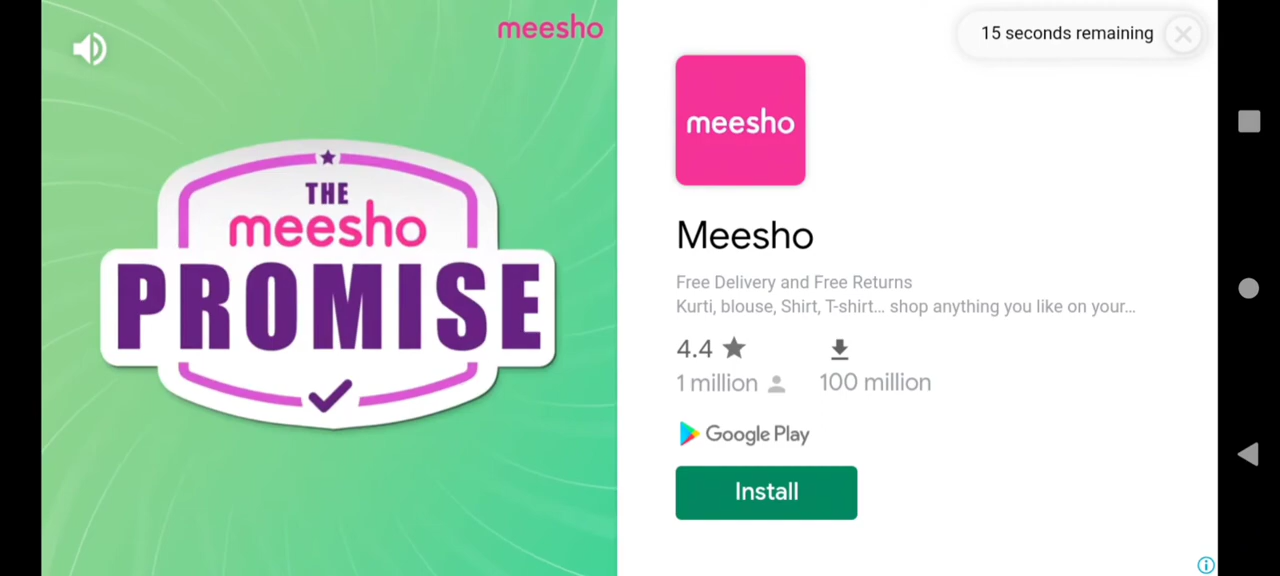 meesho
THE
meesho
PROMISE
15 seconds remaining
meesho
Meesho
Free Delivery and Free Returns
Kurti, blouse, Shirt, T-shirt... shop anything you like on your...
4.4
1 million
100 million
Google Play
Install